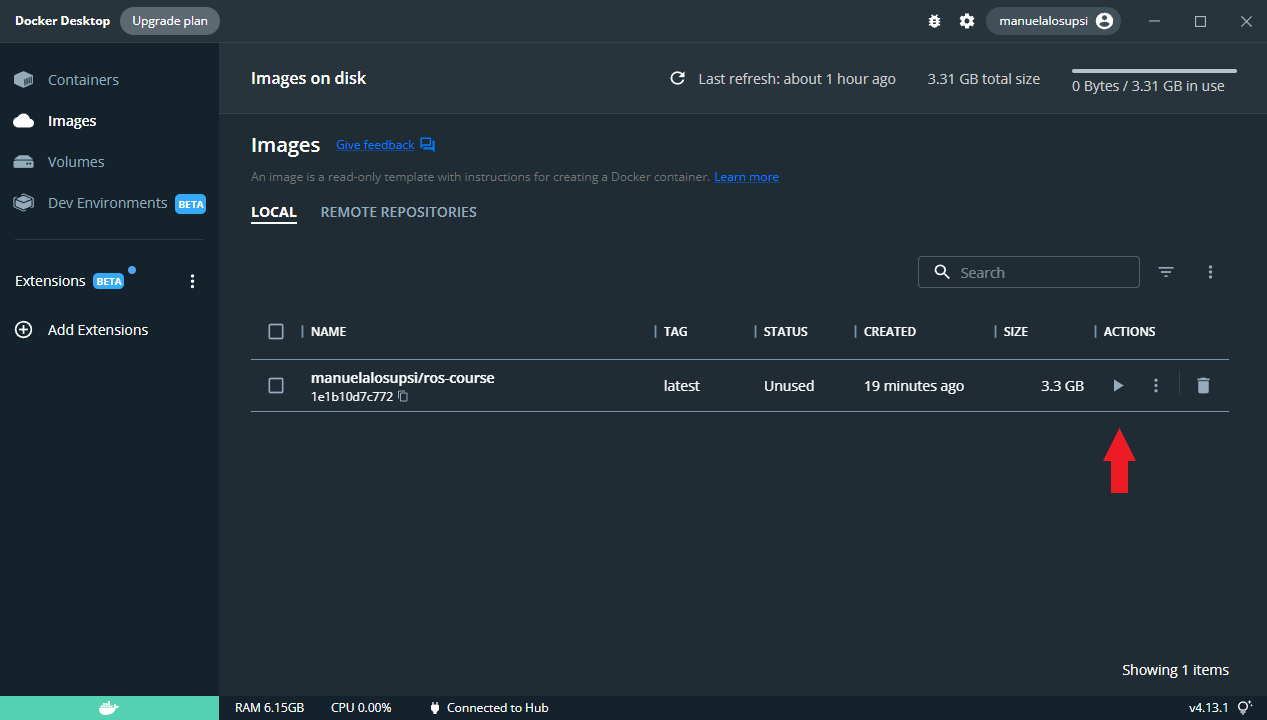 Docker Desktop Upgrade plan manuelalosupsi
Containers
Images
Volumes
Dev Environments BETA
Extensions BETA
Add Extensions
Images on disk Last refresh: about 1 hour ago 3.31 GB total size 0 Bytes / 3.31 GB in use
Images Give feedback
An image is a read-only template with instructions for creating a Docker container. Learn more
LOCAL REMOTE REPOSITORIES
Search
NAME TAG STATUS CREATED SIZE ACTIONS
manuelalosupsi/ros-course latest Unused 19 minutes ago 3.3 GB
1e1b10d7c772
Showing 1 items
RAM 6.15GB CPU 0.00% Connected to Hub v4.13.1